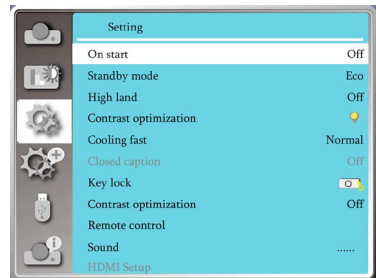 Setting
On start Off
Standby mode Eco
High land Off
Contrast optimization
Cooling fast Normal
Closed caption Off
Key lock
Contrast optimization Off
Remote control
Sound ......
HDMI Setup